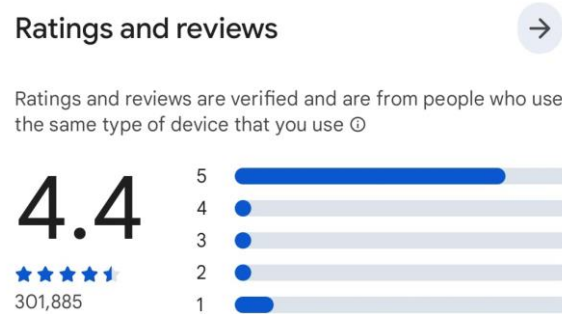 Ratings and reviews
Ratings and reviews are verified and are from people who use
the same type of device that you use
4.4
301,885
5
4
3
2
1